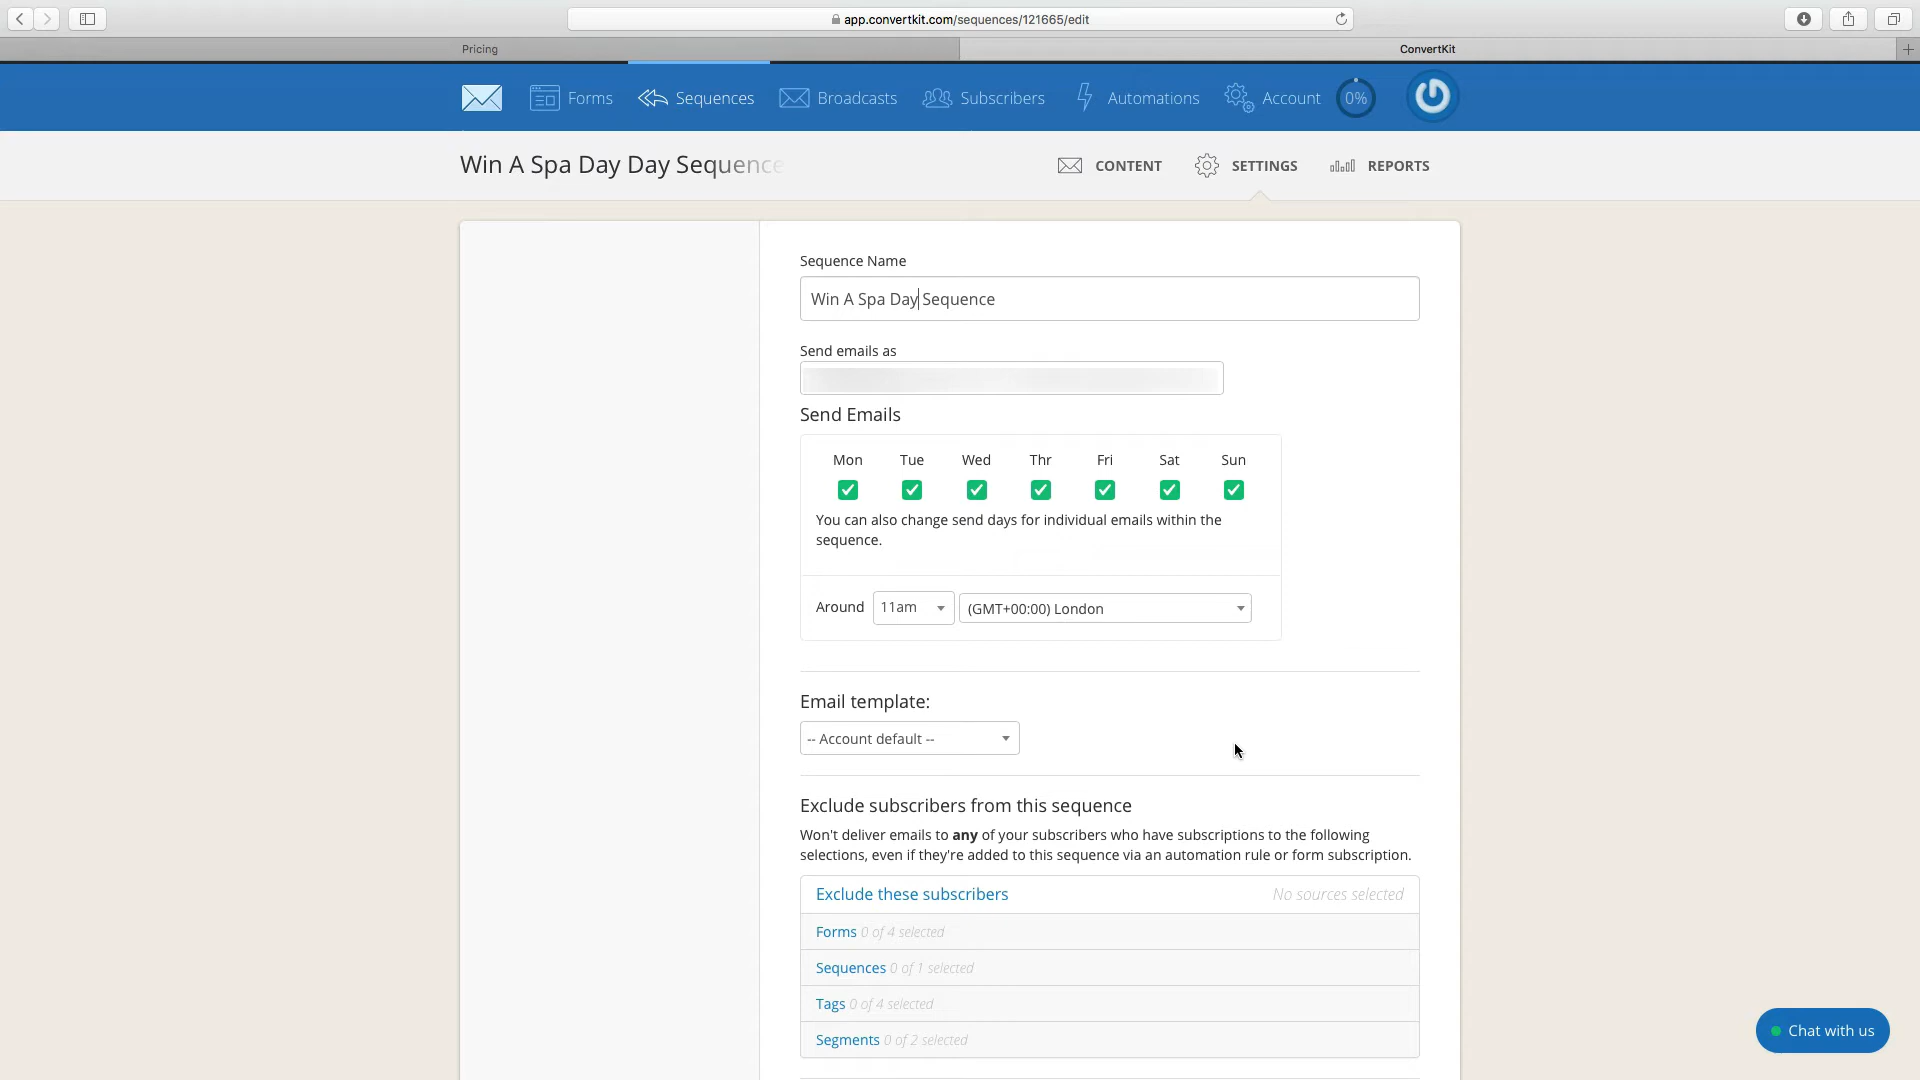 app.convertkit.com/sequences/121665/edit
Pricing
ConvertKit
Forms
Sequences
Broadcasts
Subscribers
Automations
Account
0%
Win A Spa Day Day Sequence
CONTENT
SETTINGS
REPORTS
Sequence Name
Win A Spa Day Sequence
Send emails as
Send Emails
Mon Tue Wed Thr Fri Sat Sun
You can also change send days for individual emails within the
sequence.
Around 11am (GMT+00:00) London
Email template:
-- Account default --
Exclude subscribers from this sequence
Won't deliver emails to any of your subscribers who have subscriptions to the following
selections, even if they're added to this sequence via an automation rule or form subscription.
Exclude these subscribers No sources selected
Forms 0 of 4 selected
Sequences 0 of 1 selected
Tags 0 of 4 selected
Segments 0 of 2 selected
Chat with us